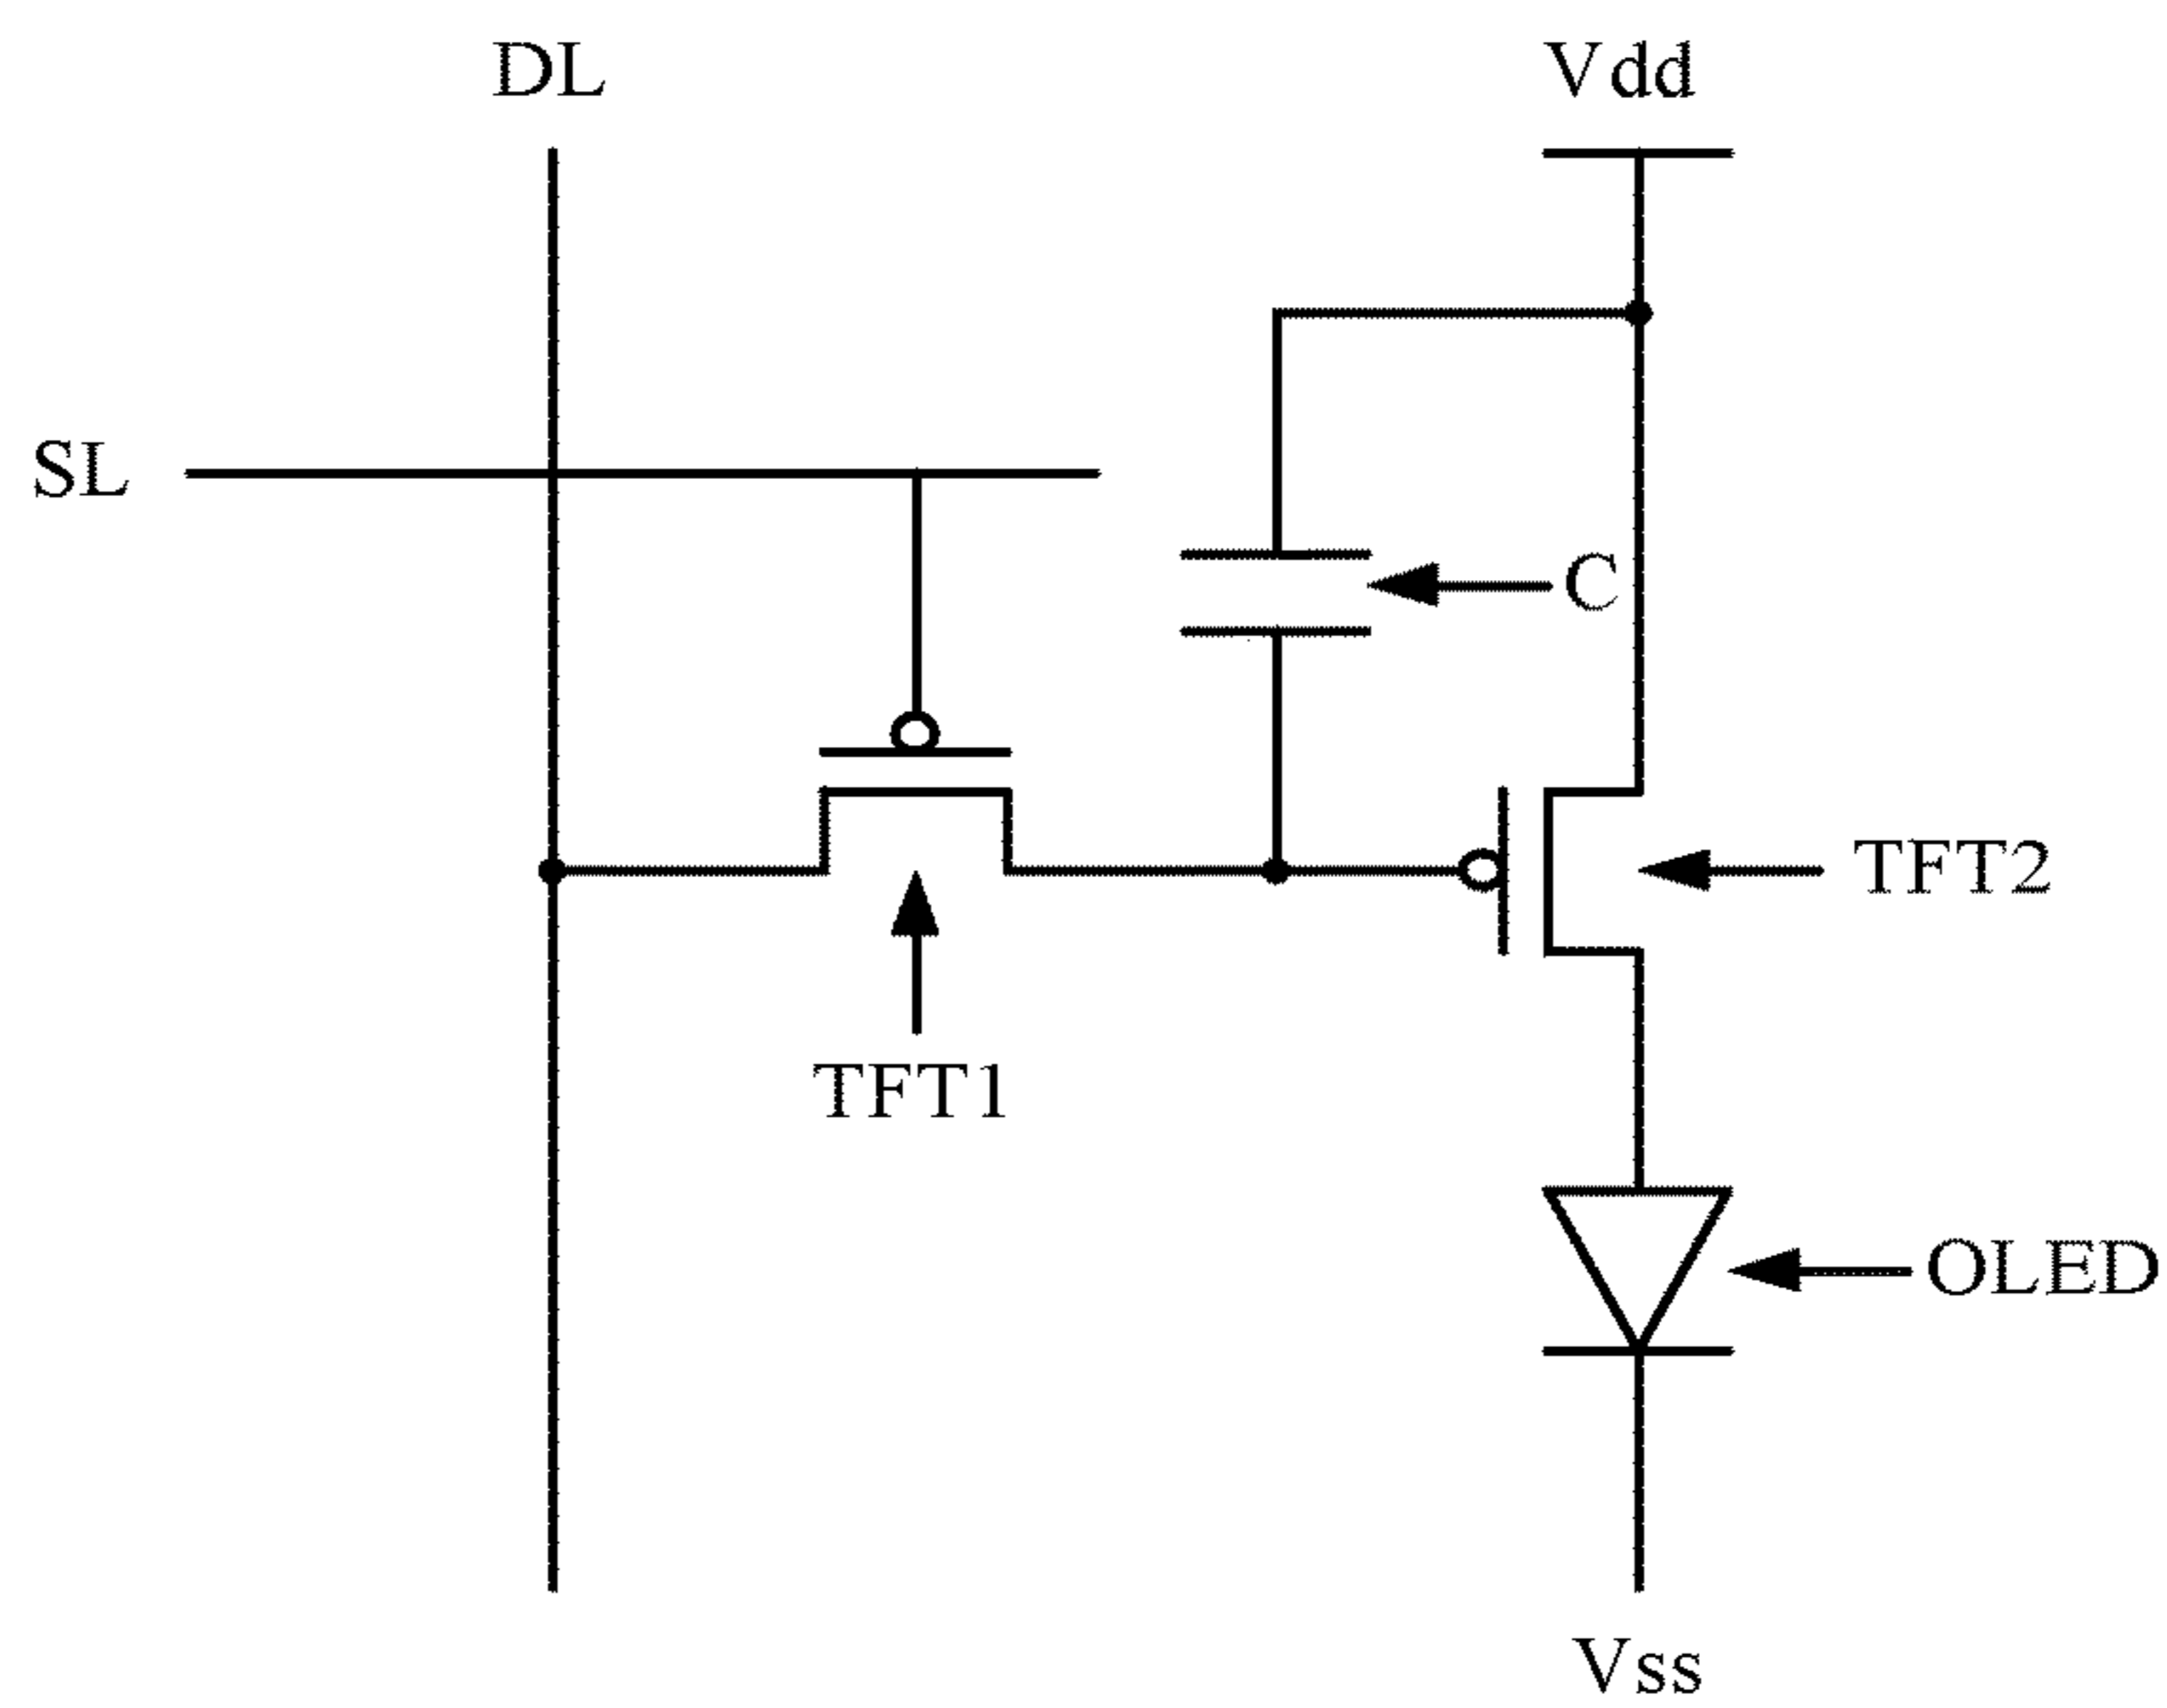 DL
Vdd
SL
C
TFT2
TFT1
OLED
Vss